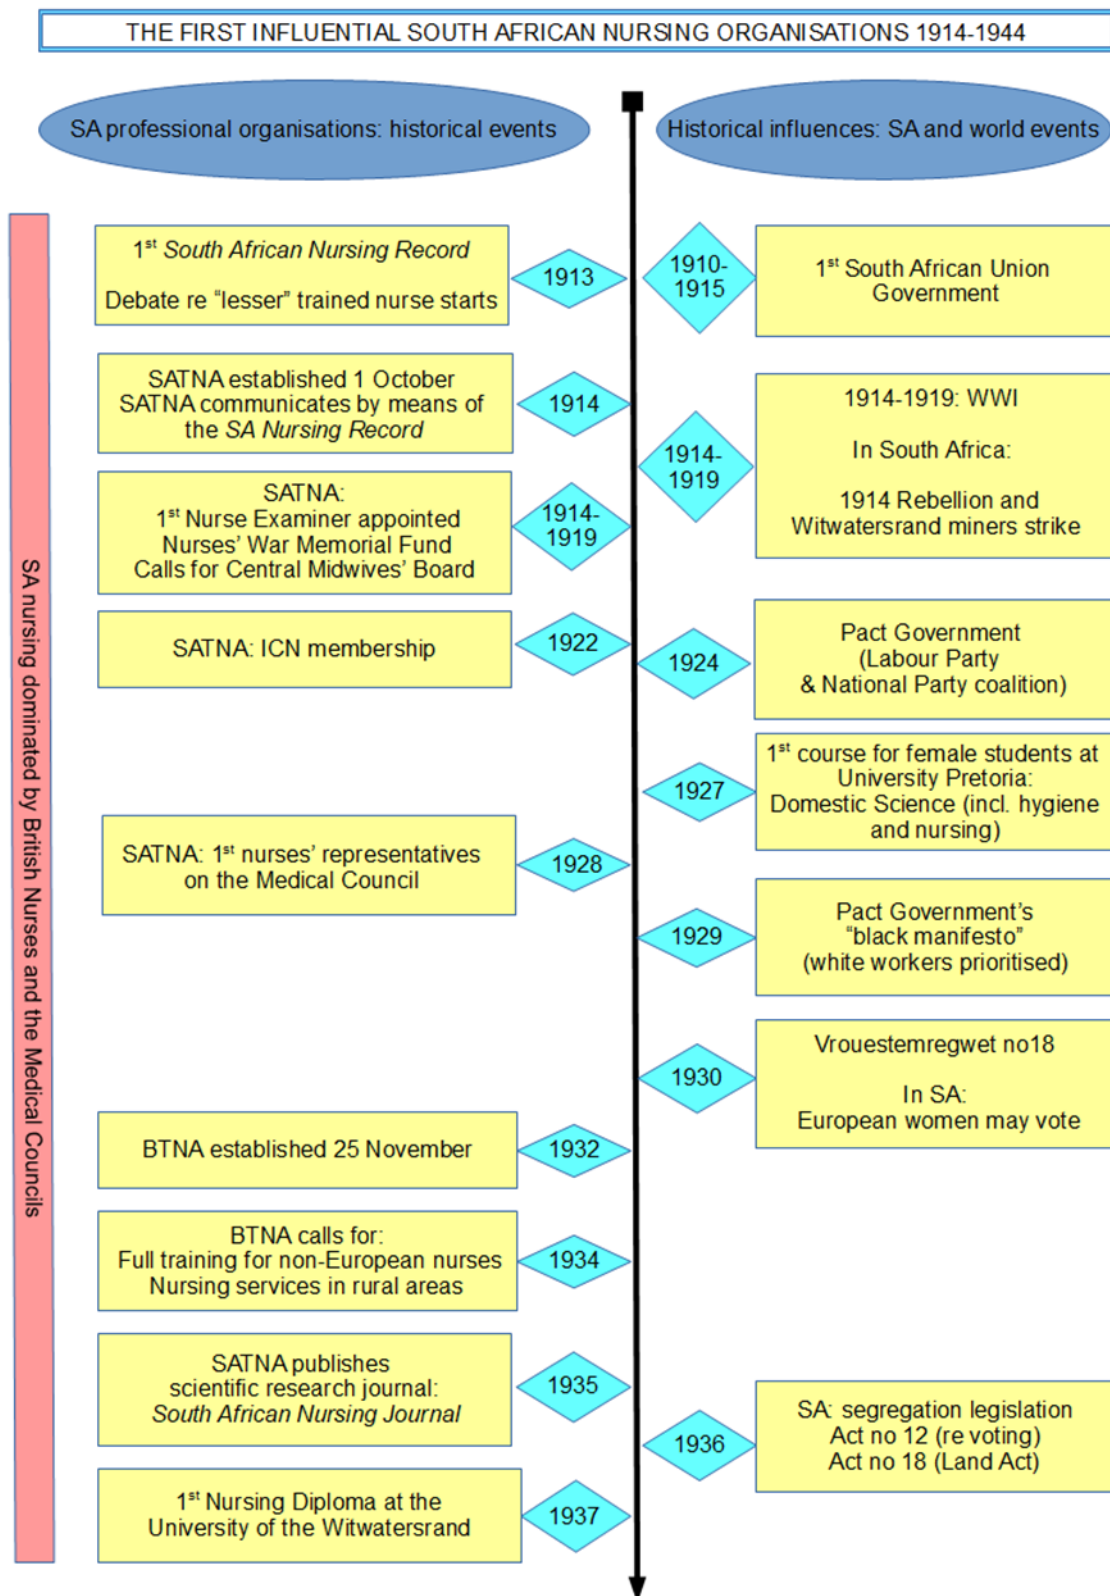 THE FIRST INFLUENTIAL SOUTH AFRICAN NURSING ORGANISATIONS 1914-1944
SA professional organisations: historical events
Historical influences: SA and world events
SA nursing dominated by British Nurses and the Medical Councils
1st South African Nursing Record
Debate re “lesser” trained nurse starts
1913
1910-
1915
1st South African Union
Government
SATNA established 1 October
SATNA communicates by means of
the SA Nursing Record
1914
1914-
1919
1914-1919: WWI
In South Africa:
1914 Rebellion and
Witwatersrand miners strike
SATNA:
1st Nurse Examiner appointed
Nurses’ War Memorial Fund
Calls for Central Midwives’ Board
1914-
1919
SATNA: ICN membership
1922
1924
Pact Government
(Labour Party
& National Party coalition)
1927
1st course for female students at
University Pretoria:
Domestic Science (incl. hygiene
and nursing)
SATNA: 1st nurses’ representatives
on the Medical Council
1928
1929
Pact Government’s
“black manifesto”
(white workers prioritised)
1930
Vrouestemregwet no18
In SA:
European women may vote
BTNA established 25 November
1932
BTNA calls for:
Full training for non-European nurses
Nursing services in rural areas
1934
SATNA publishes
scientific research journal:
South African Nursing Journal
1935
1936
SA: segregation legislation
Act no 12 (re voting)
Act no 18 (Land Act)
1st Nursing Diploma at the
University of the Witwatersrand
1937